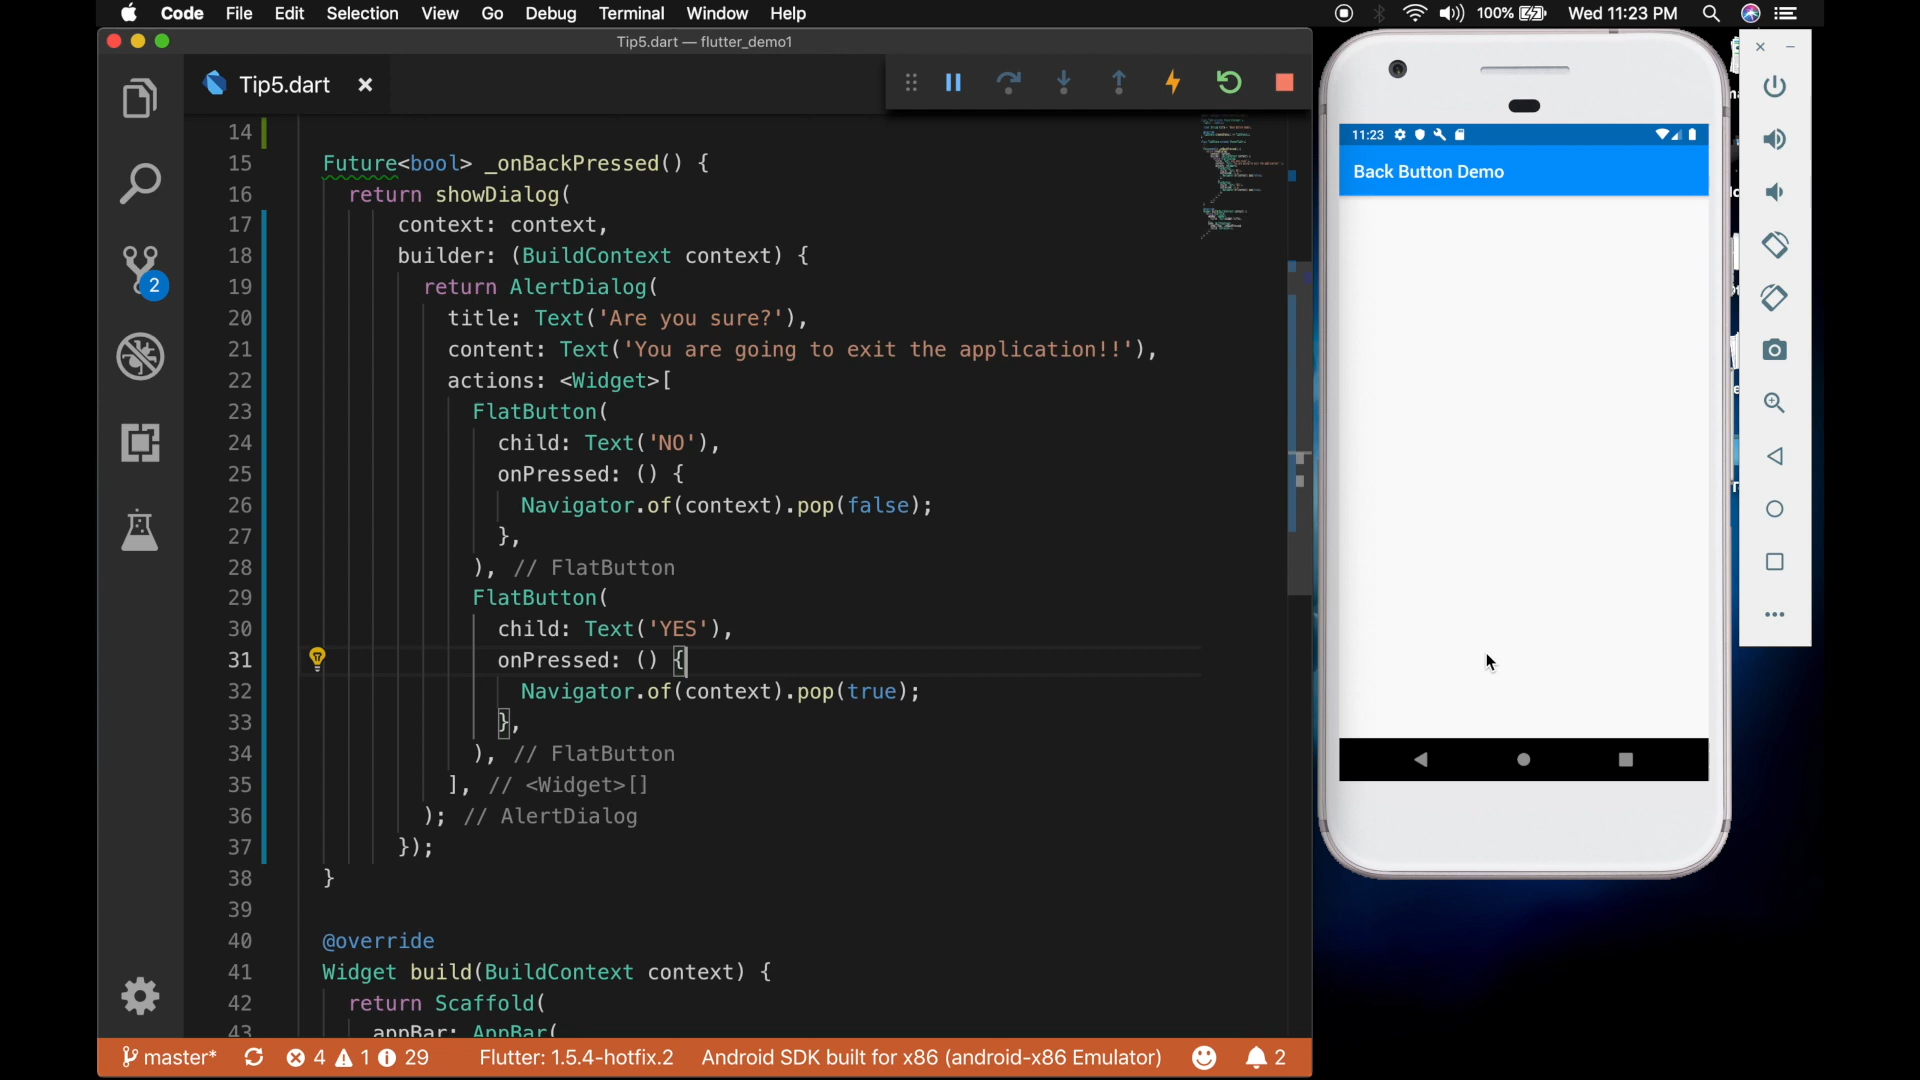 Code File Edit Selection View Go Debug Terminal Window Help
100% Wed 11:23 PM
Tip5.dart — flutter_demo1
Tip5.dart
14
15 Future<bool> _onBackPressed() {
16 return showDialog(
17 context: context,
18 builder: (BuildContext context) {
19 return AlertDialog(
20 title: Text('Are you sure?'),
21 content: Text('You are going to exit the application!!'),
22 actions: <Widget>[
23 FlatButton(
24 child: Text('NO'),
25 onPressed: () {
26 Navigator.of(context).pop(false);
27 },
28 ), // FlatButton
29 FlatButton(
30 child: Text('YES'),
31 onPressed: () {
32 Navigator.of(context).pop(true);
33 },
34 ), // FlatButton
35 ], // <Widget>[]
36 ); // AlertDialog
37 });
38 }
39
40 @override
41 Widget build(BuildContext context) {
42 return Scaffold(
43 appBar: AppBar(
2
master* 4 1 29 Flutter: 1.5.4-hotfix.2 Android SDK built for x86 (android-x86 Emulator) 2
11:23
Back Button Demo